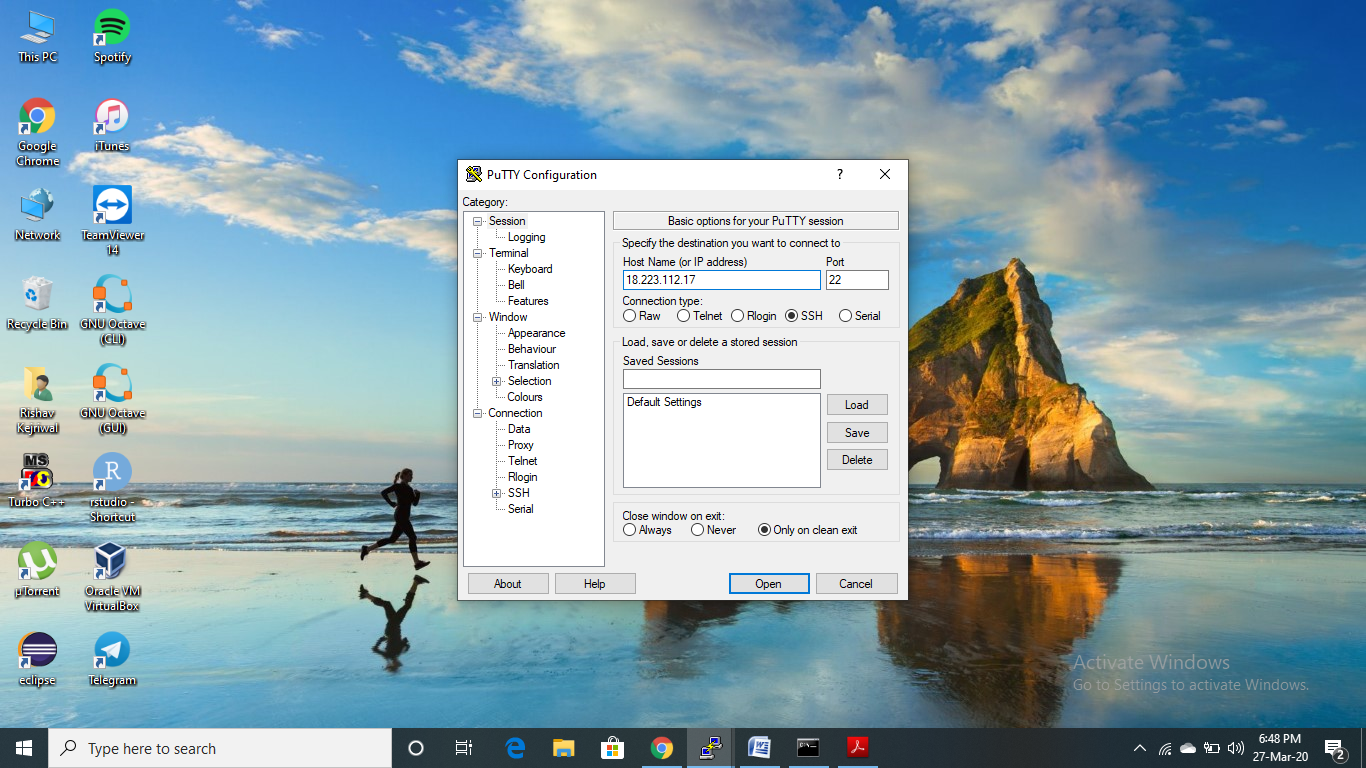 This PC
Spotify
Google
Chrome
iTunes
Network
TeamViewer
14
Recycle Bin
GNU Octave
(CLI)
Rishav
Kejriwal
GNU Octave
(GUI)
MS
Turbo C++
R
rstudio -
Shortcut
µTorrent
Oracle VM
VirtualBox
eclipse
Telegram
PuTTY Configuration
?
Category:
Session
Logging
Terminal
Keyboard
Bell
Features
Window
Appearance
Behaviour
Translation
Selection
Colours
Connection
Data
Proxy
Telnet
Rlogin
SSH
Serial
Basic options for your PuTTY session
Specify the destination you want to connect to
Host Name (or IP address) Port
18.223.112.17 22
Connection type:
Raw Telnet Rlogin SSH Serial
Load, save or delete a stored session
Saved Sessions
Default Settings
Load
Save
Delete
Close window on exit:
Always Never Only on clean exit
About Help Open Cancel
Activate Windows
Go to Settings to activate Windows.
Type here to search
6:48 PM
27-Mar-20
2